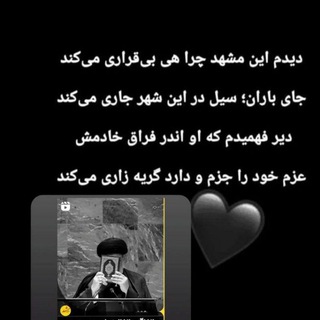 دیدم این مشهد چرا هی بی‌قراری می‌کند
جای باران؛ سیل در این شهر جاری می‌کند
دیر فهمیدم که او اندر فراق خادمش
عزم خود را جزم و دارد گریه زاری می‌کند